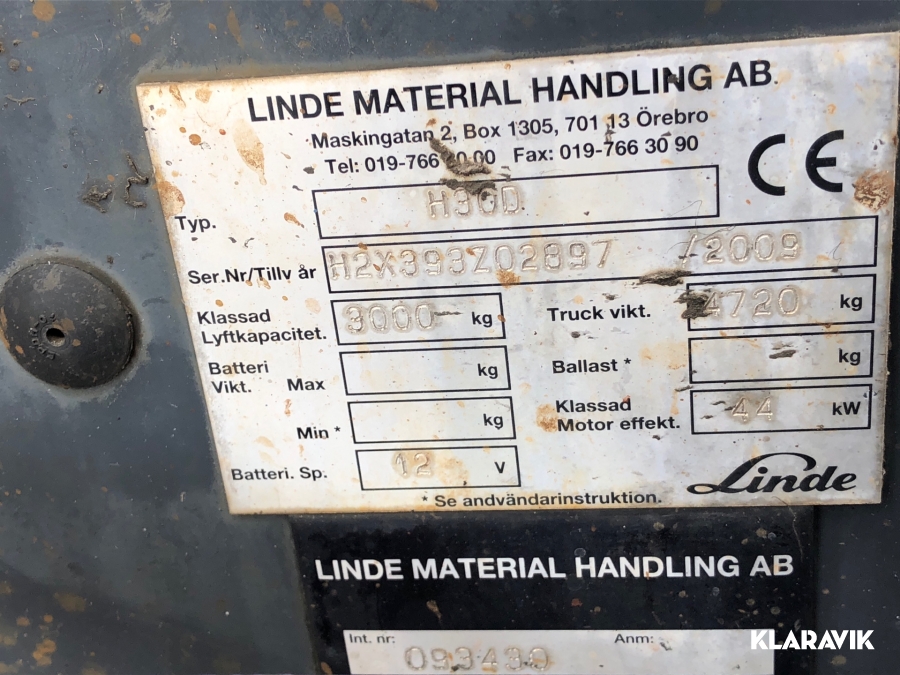 LINDE MATERIAL HANDLING AB.
Maskingatan 2, Box 1305, 701 13 Örebro
Tel: 019-766 30 00 Fax: 019-766 30 90
CE
Typ. H30D
Ser.Nr/Tillv år H2X393Z02897 /2009
Klassad Lyftkapacitet. 3000 kg Truck vikt. 4720 kg
Batteri Vikt. Max kg Ballast * kg
Min * kg Klassad Motor effekt. 44 kW
Batteri. Sp. 12 V
Linde
* Se andvändarinstruktion.
LINDE MATERIAL HANDLING AB
Int. nr: Anm:
093430
KLARAVIK